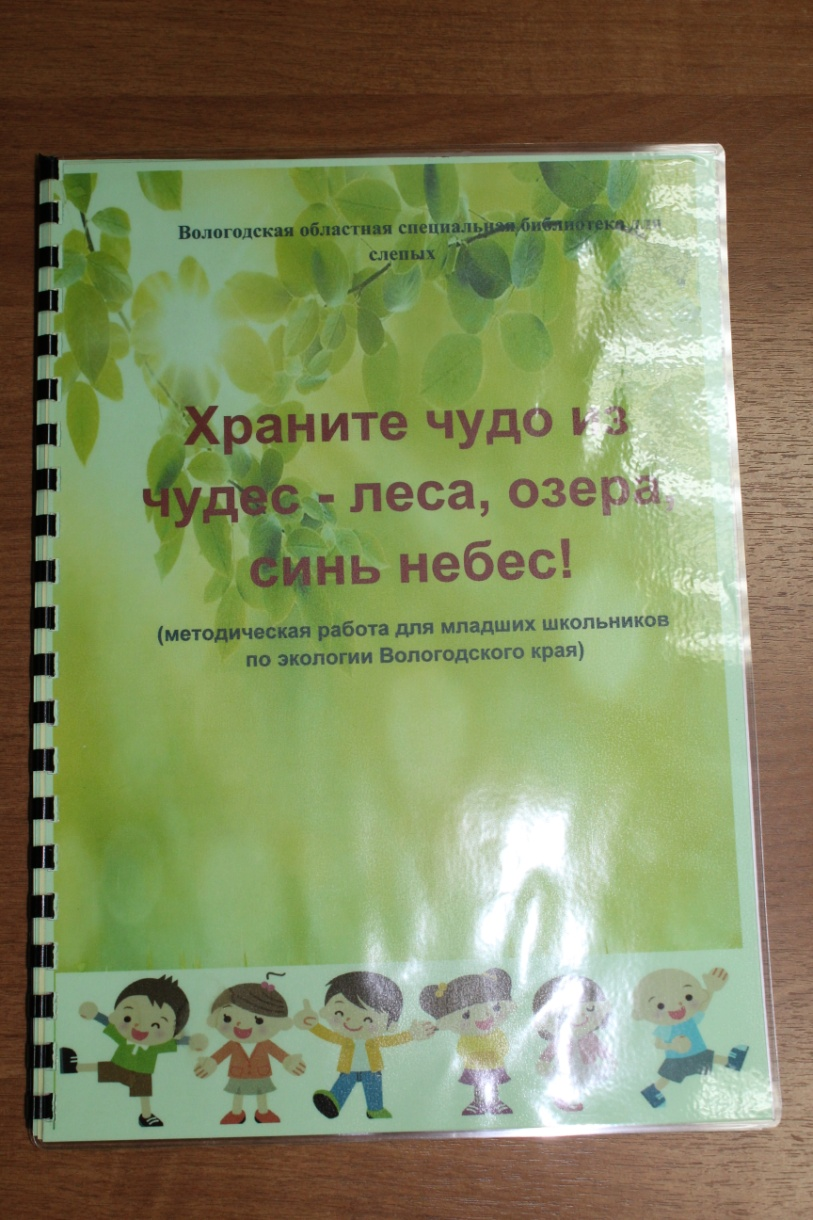 Вологодская областная специальная библиотека для
слепых
Храните чудо из
чудес - леса, озера,
синь небес!
(методическая работа для младших школьников
по экологии Вологодского края)